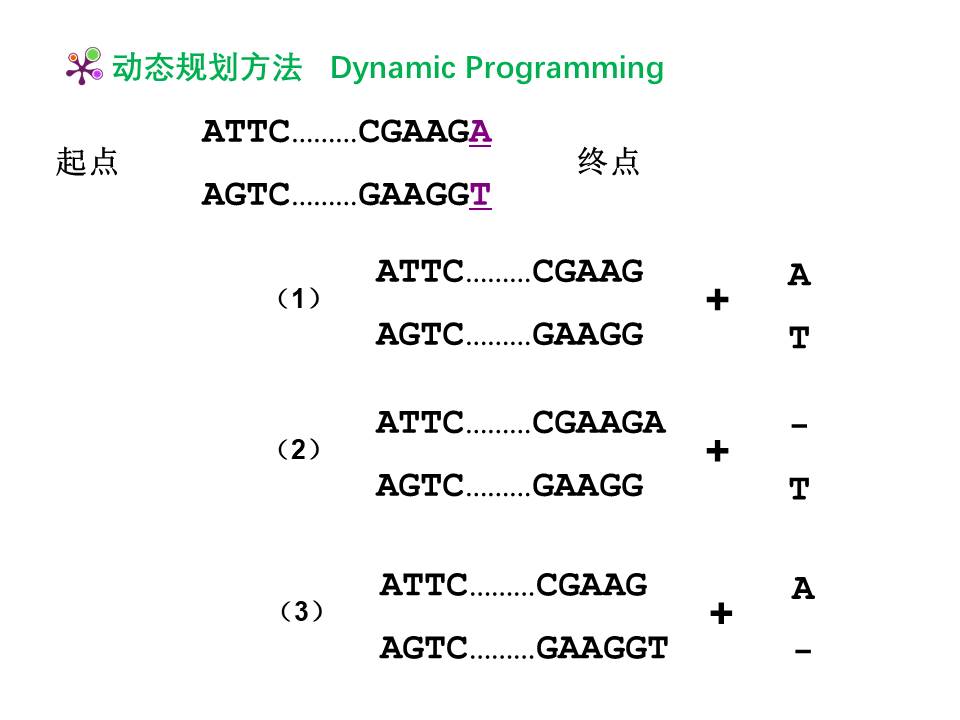 动态规划方法 Dynamic Programming
ATTC………CGAAGA
起点
终点
AGTC………GAAGGT
ATTC………CGAAG
A
（1）
+
AGTC………GAAGG
T
ATTC………CGAAGA
-
（2）
+
AGTC………GAAGG
T
ATTC………CGAAG
A
（3）
+
AGTC………GAAGGT
-